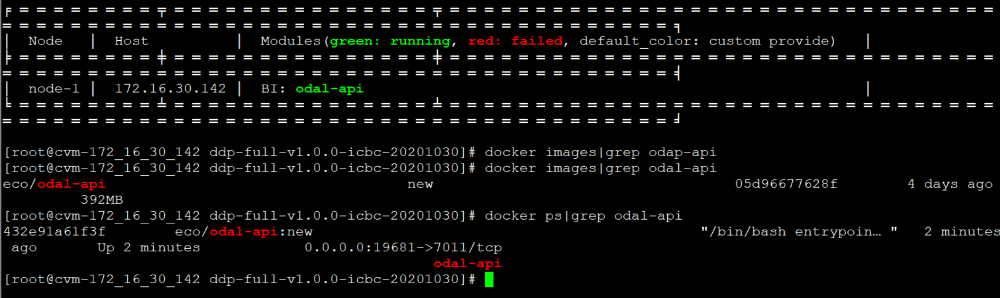 Node | Host | Modules(green: running, red: failed, default_color: custom provide) |
| node-1 | 172.16.30.142 | BI: odal-api |
[root@cvm-172_16_30_142 ddp-full-v1.0.0-icbc-20201030]# docker images|grep odap-api
[root@cvm-172_16_30_142 ddp-full-v1.0.0-icbc-20201030]# docker images|grep odal-api
eco/odal-api new 05d96677628f 4 days ago
392MB
[root@cvm-172_16_30_142 ddp-full-v1.0.0-icbc-20201030]# docker ps|grep odal-api
432e91a61f3f eco/odal-api:new "/bin/bash entrypoin… " 2 minutes
ago Up 2 minutes 0.0.0.0:19681->7011/tcp
odal-api
[root@cvm-172_16_30_142 ddp-full-v1.0.0-icbc-20201030]#